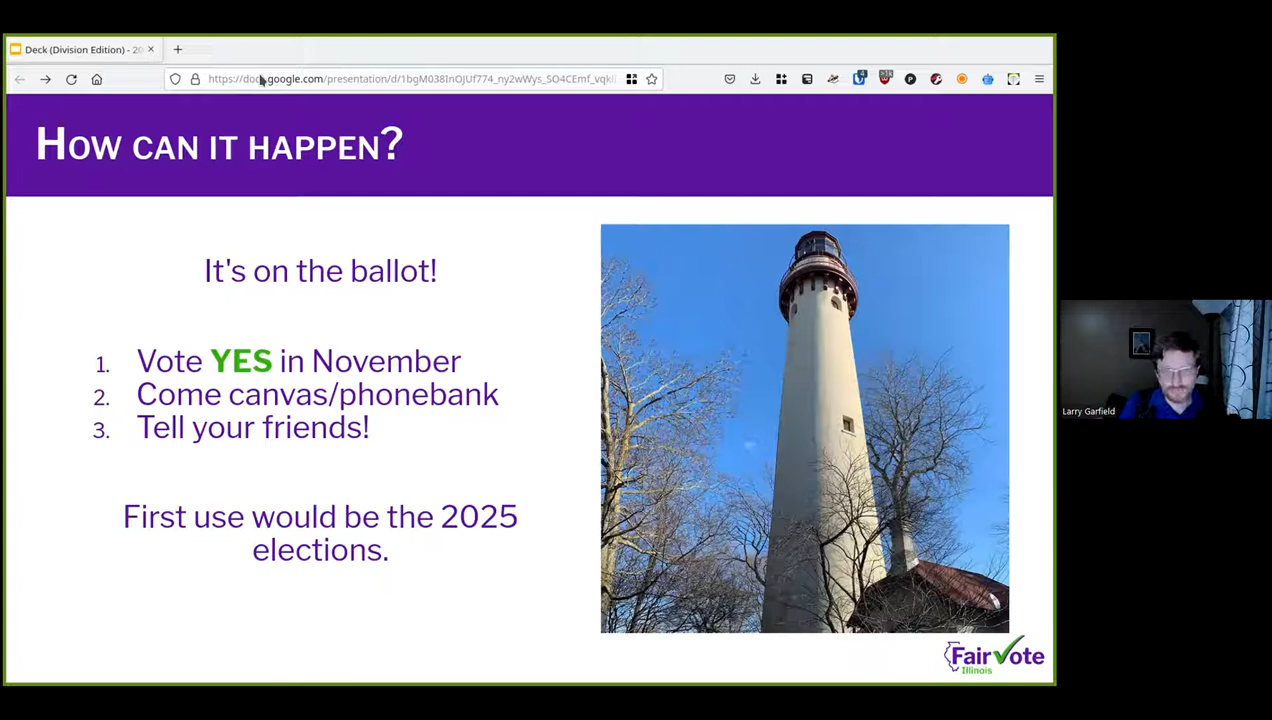 Deck (Division Edition) - 20
https://docs.google.com/presentation/d/1bgM038InOJUf774_ny2wWys_SO4CEmf_vqkl
How can it happen?
It's on the ballot!
1. Vote YES in November
2. Come canvas/phonebank
3. Tell your friends!
First use would be the 2025
elections.
Larry Garfield
FairVote
Illinois